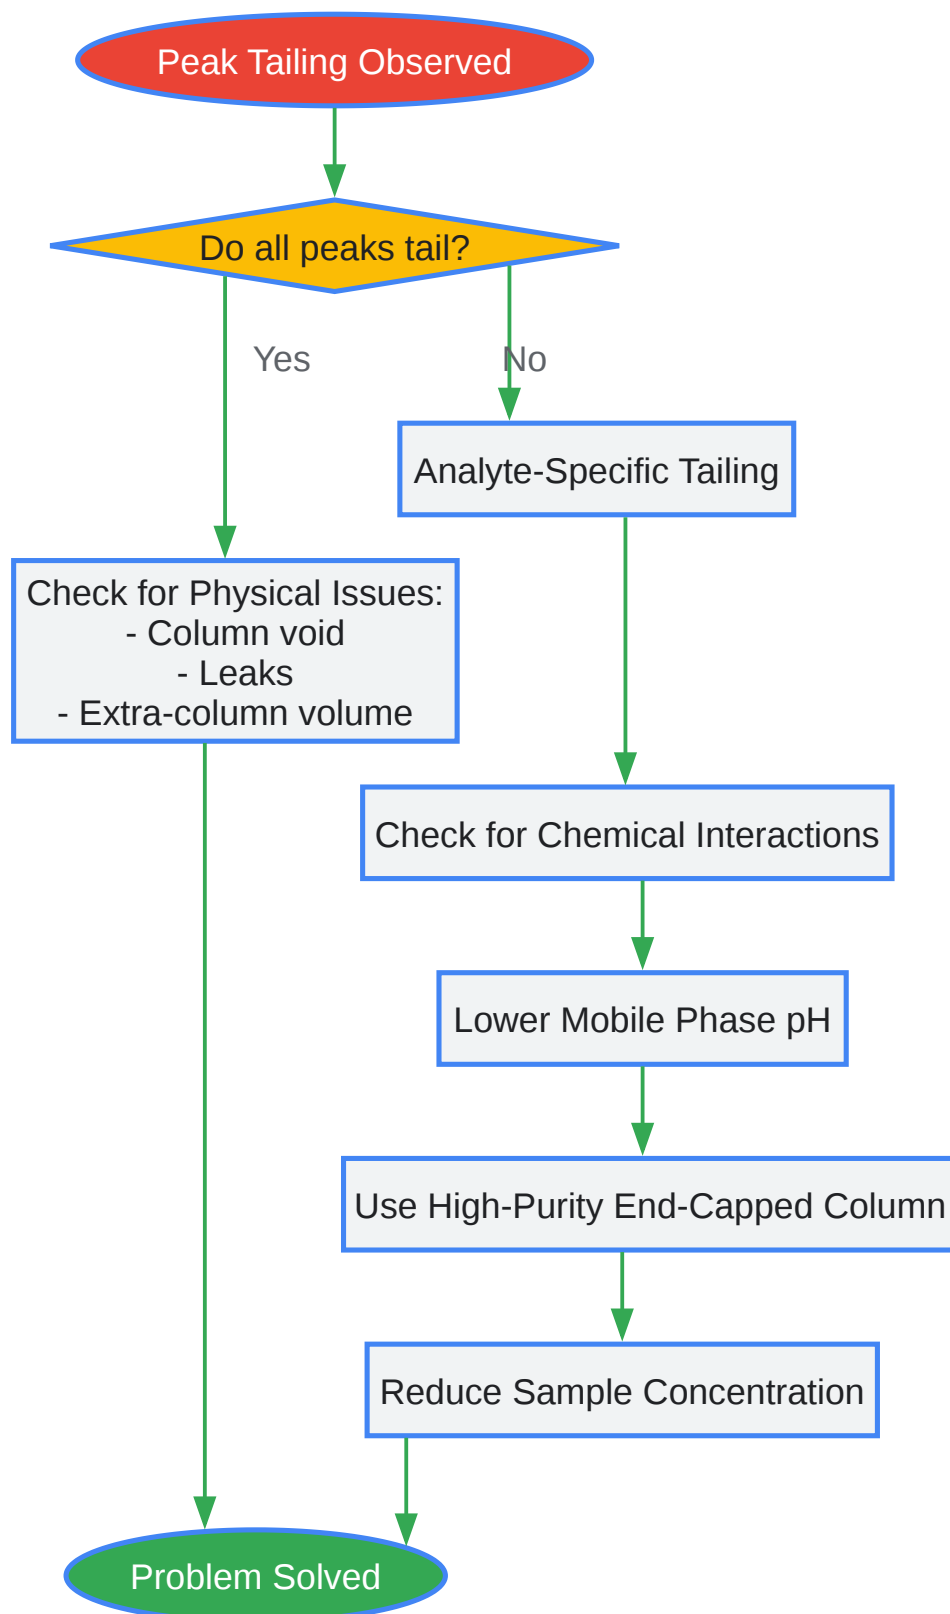 Peak Tailing Observed
Do all peaks tail?
Yes
No
Analyte-Specific Tailing
Check for Physical Issues:
- Column void
- Leaks
- Extra-column volume
Check for Chemical Interactions
Lower Mobile Phase pH
Use High-Purity End-Capped Column
Reduce Sample Concentration
Problem Solved